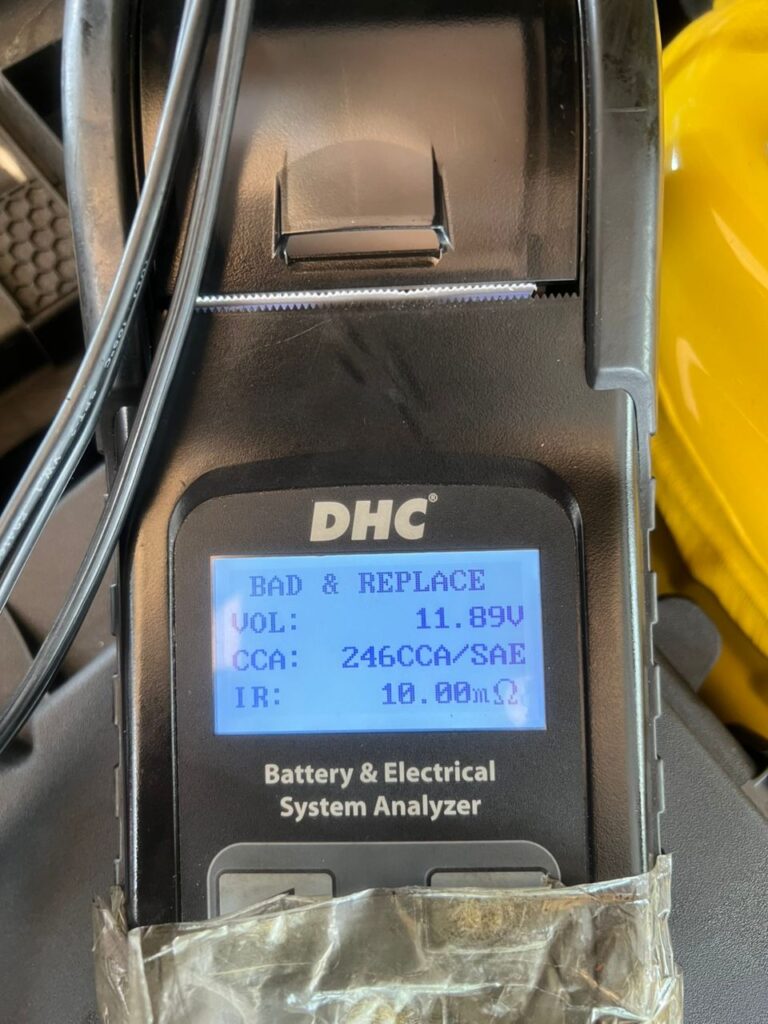 DHC®
BAD & REPLACE
VOL: 11.89V
CCA: 246CCA/SAE
IR: 10.00mΩ
Battery & Electrical
System Analyzer